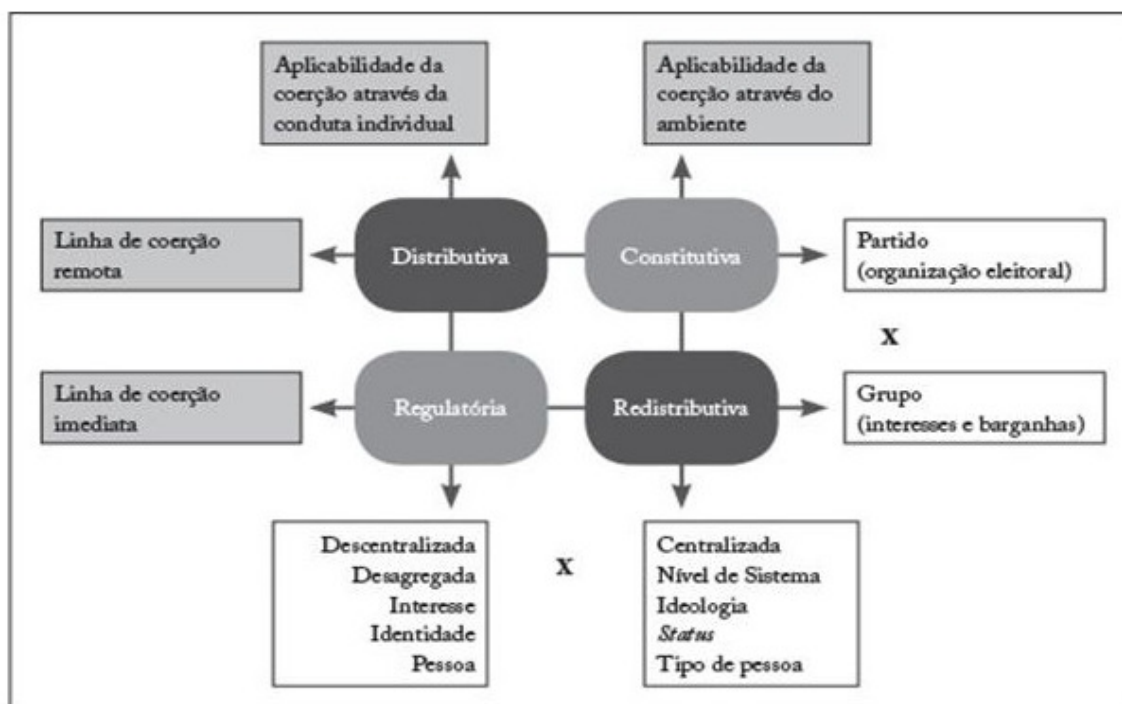 Aplicabilidade da
coerção através da
conduta individual
Aplicabilidade da
coerção através do
ambiente
Linha de coerção
remota
Distributiva
Constitutiva
Partido
(organização eleitoral)
x
Linha de coerção
imediata
Regulatória
Redistributiva
Grupo
(interesses e barganhas)
Descentralizada
Desagregada
Interesse
Identidade
Pessoa
x
Centralizada
Nível de Sistema
Ideologia
Status
Tipo de pessoa